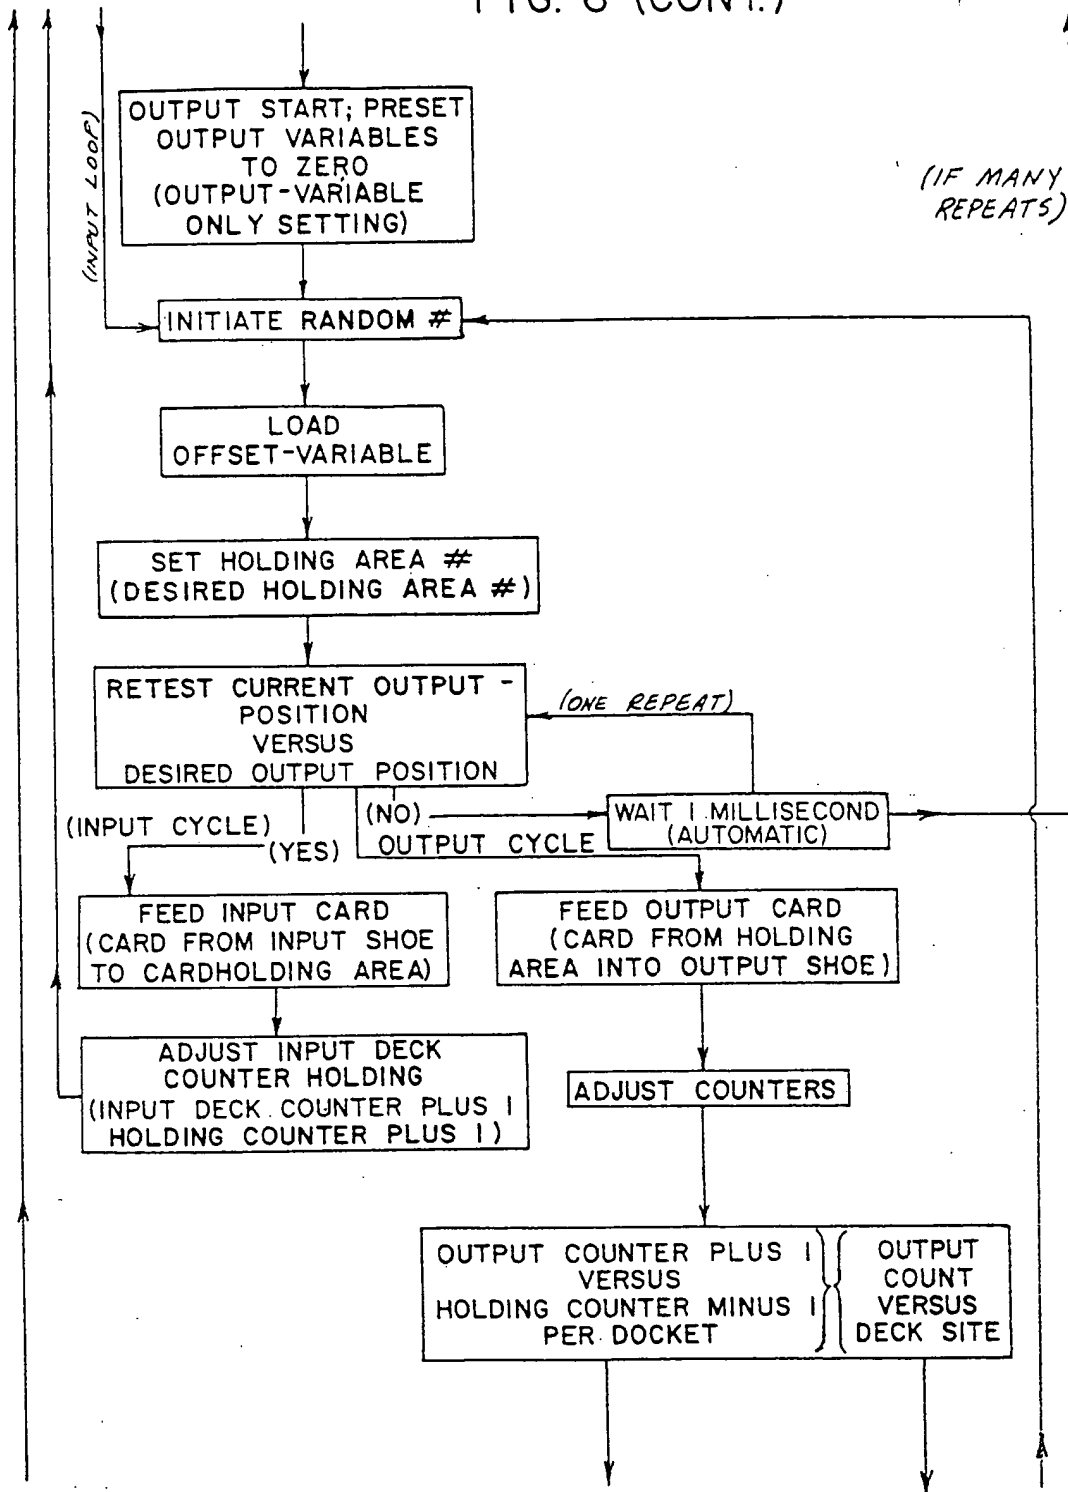 FIG. 8 (CONT.)
OUTPUT START; PRESET
OUTPUT VARIABLES
TO ZERO
(OUTPUT-VARIABLE
ONLY SETTING)
(INPUT LOOP)
(IF MANY
REPEATS)
INITIATE RANDOM #
LOAD
OFFSET-VARIABLE
SET HOLDING AREA #
(DESIRED HOLDING AREA #)
RETEST CURRENT OUTPUT-
POSITION
VERSUS
DESIRED OUTPUT POSITION
(ONE REPEAT)
(INPUT CYCLE)
(YES)
(NO)
OUTPUT CYCLE
WAIT 1 MILLISECOND
(AUTOMATIC)
FEED INPUT CARD
(CARD FROM INPUT SHOE
TO CARDHOLDING AREA)
FEED OUTPUT CARD
(CARD FROM HOLDING
AREA INTO OUTPUT SHOE)
ADJUST INPUT DECK
COUNTER HOLDING
(INPUT DECK COUNTER PLUS 1
HOLDING COUNTER PLUS 1)
ADJUST COUNTERS
OUTPUT COUNTER PLUS 1
VERSUS
HOLDING COUNTER MINUS 1
PER DOCKET
OUTPUT
COUNT
VERSUS
DECK SITE